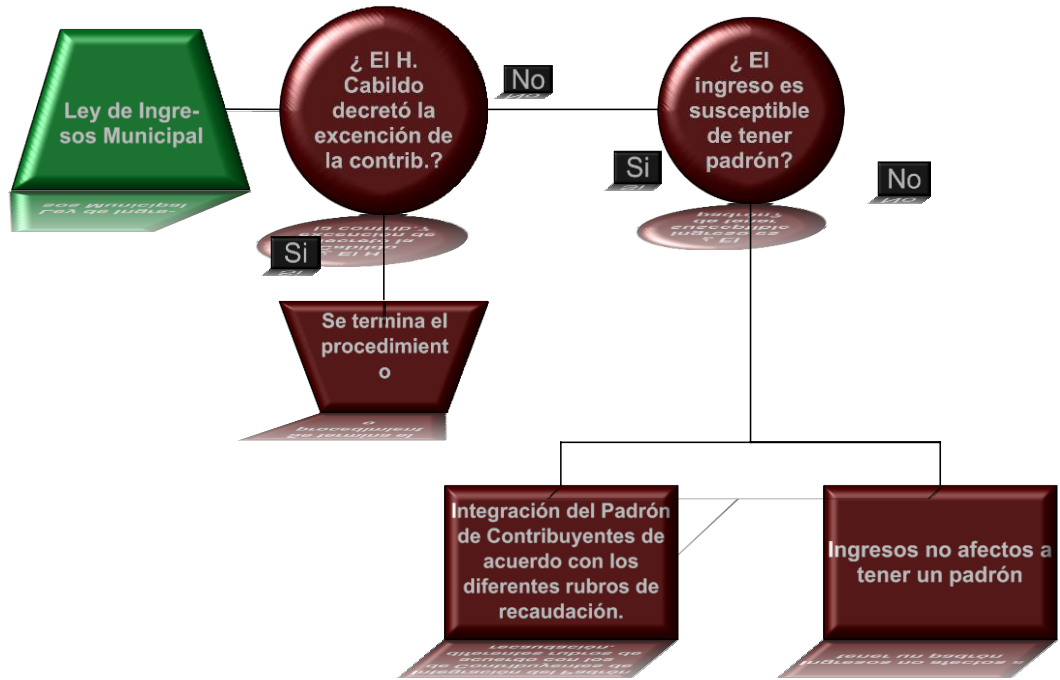 Ley de Ingre-
sos Municipal
¿ El H.
Cabildo
decretó la
excención de
la contrib.?
No
¿ El
ingreso es
susceptible
de tener
padrón?
Si
No
Si
Se termina el
procedimient
o
Integración del Padrón
de Contribuyentes de
acuerdo con los
diferentes rubros de
recaudación.
Ingresos no afectos a
tener un padrón